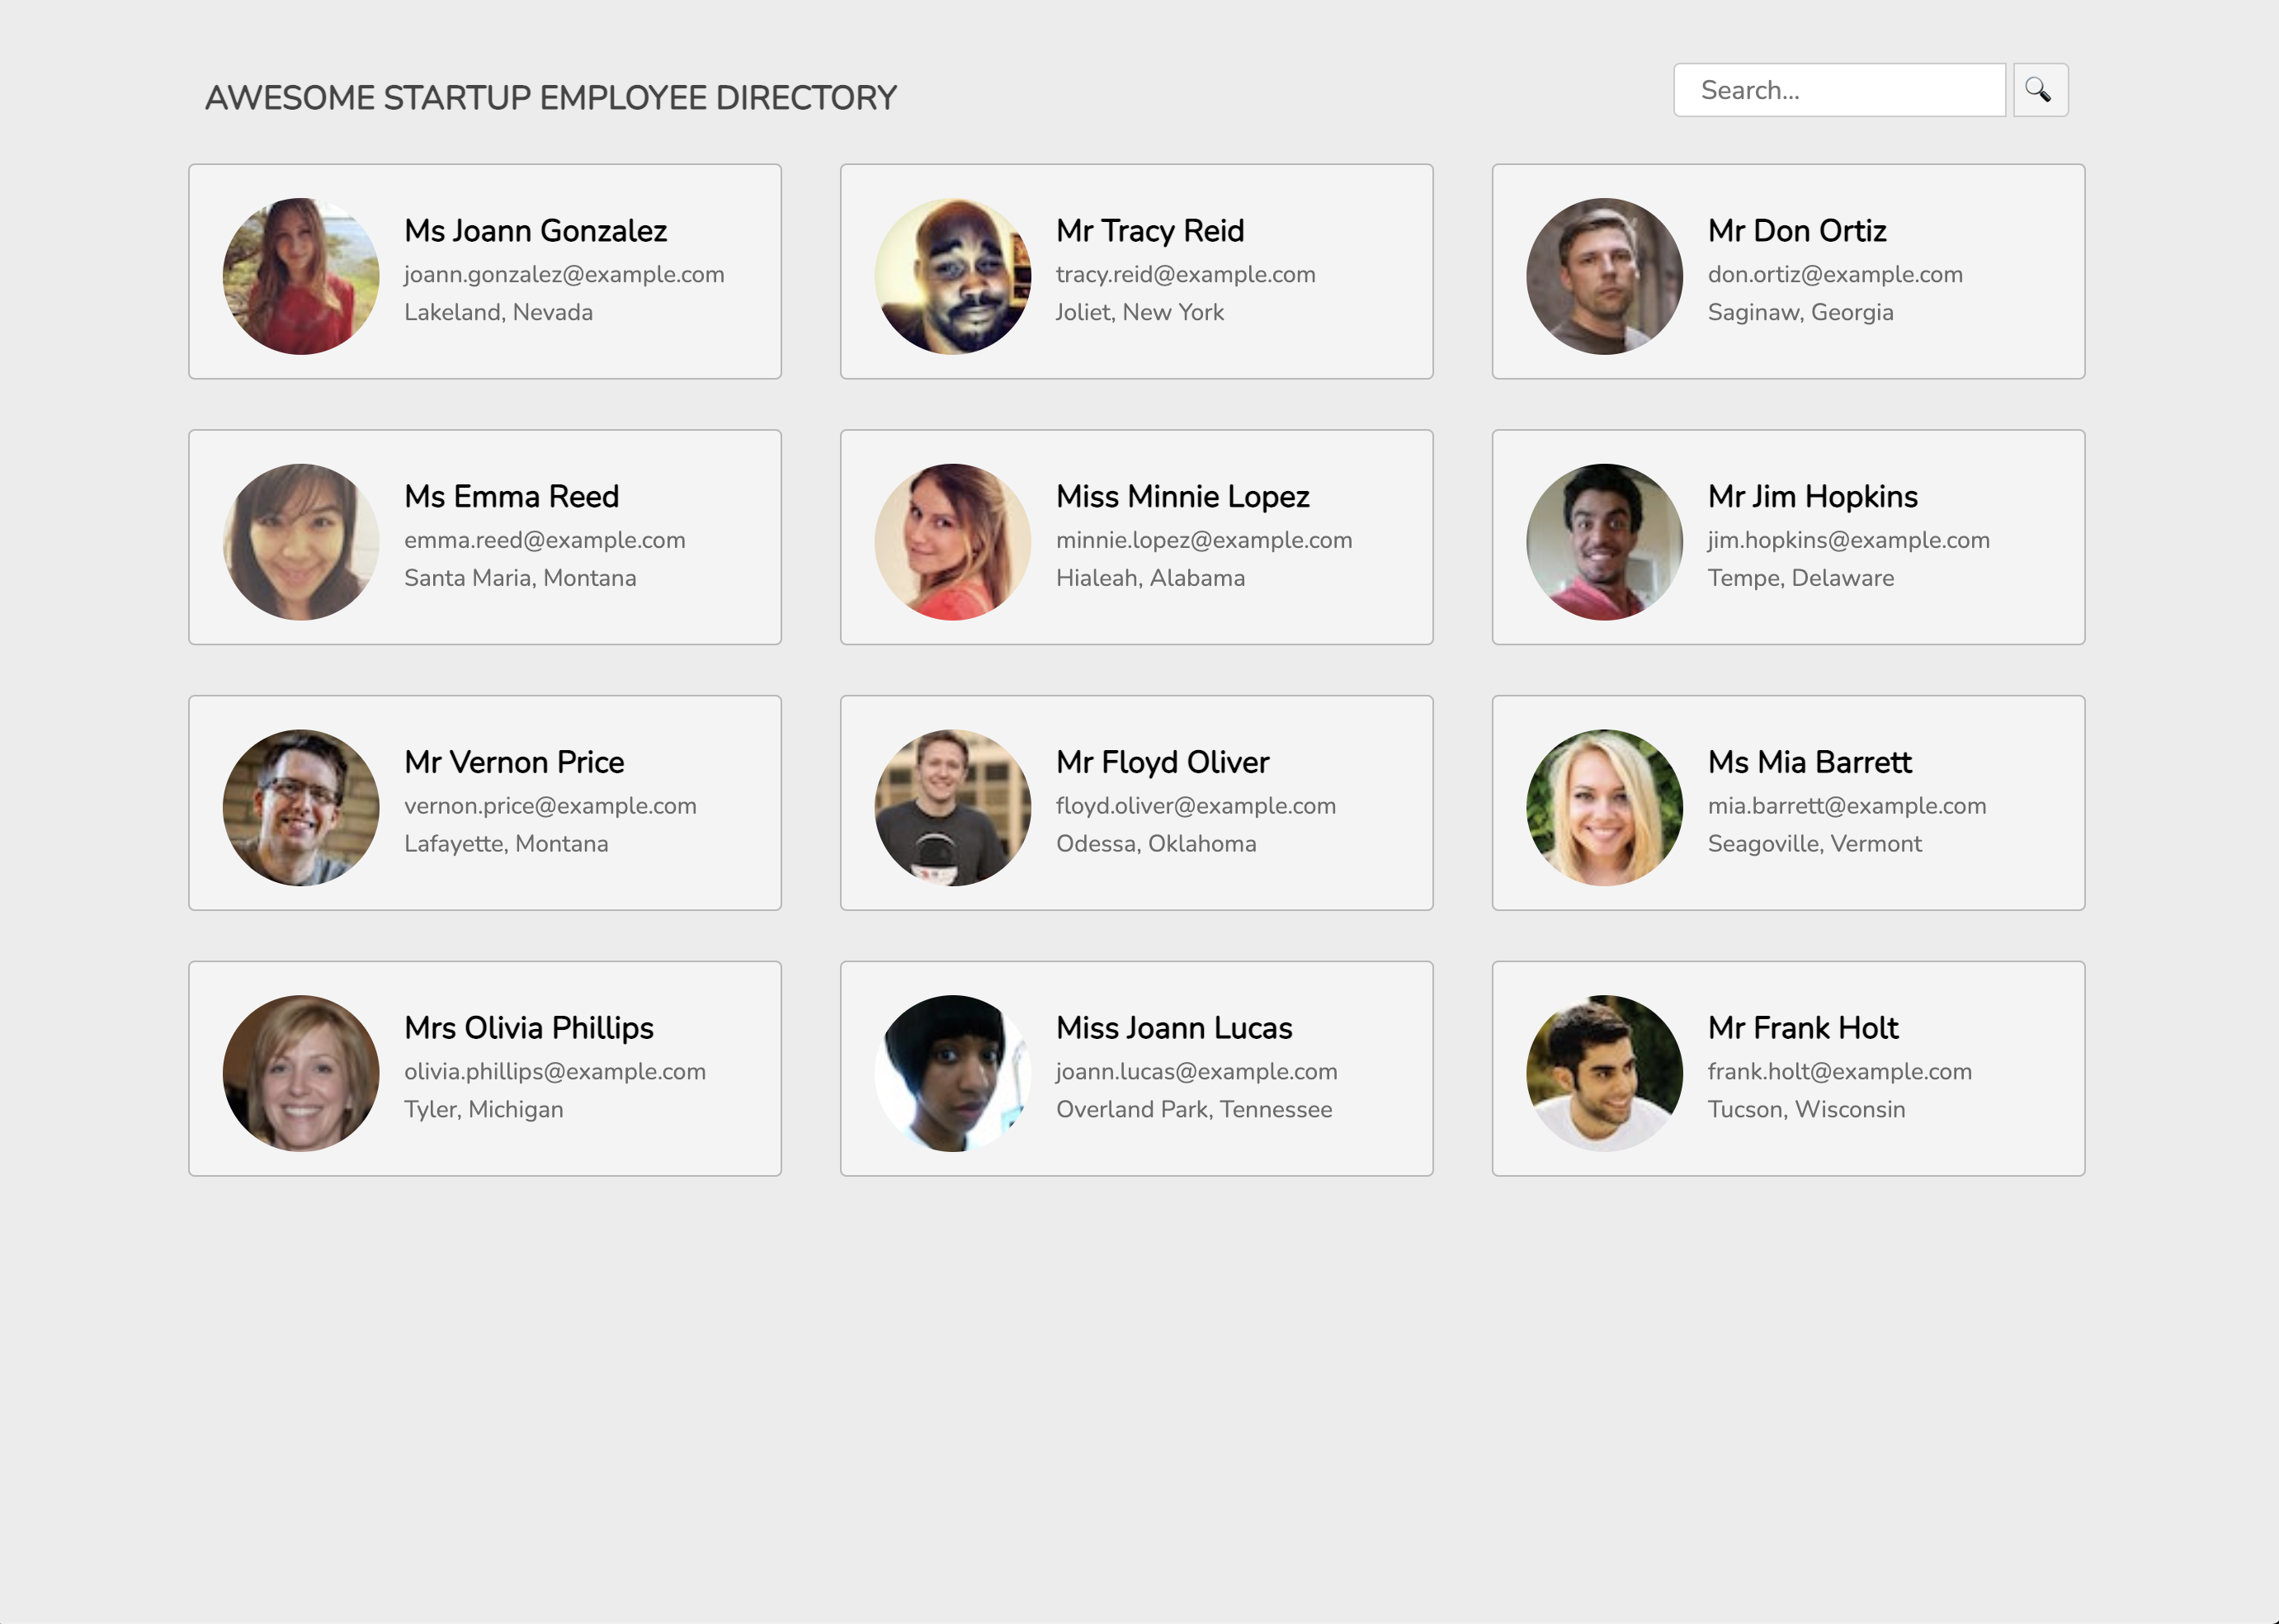 AWESOME STARTUP EMPLOYEE DIRECTORY
Search...
Ms Joann Gonzalez
joann.gonzalez@example.com
Lakeland, Nevada
Mr Tracy Reid
tracy.reid@example.com
Joliet, New York
Mr Don Ortiz
don.ortiz@example.com
Saginaw, Georgia
Ms Emma Reed
emma.reed@example.com
Santa Maria, Montana
Miss Minnie Lopez
minnie.lopez@example.com
Hialeah, Alabama
Mr Jim Hopkins
jim.hopkins@example.com
Tempe, Delaware
Mr Vernon Price
vernon.price@example.com
Lafayette, Montana
Mr Floyd Oliver
floyd.oliver@example.com
Odessa, Oklahoma
Ms Mia Barrett
mia.barrett@example.com
Seagoville, Vermont
Mrs Olivia Phillips
olivia.phillips@example.com
Tyler, Michigan
Miss Joann Lucas
joann.lucas@example.com
Overland Park, Tennessee
Mr Frank Holt
frank.holt@example.com
Tucson, Wisconsin